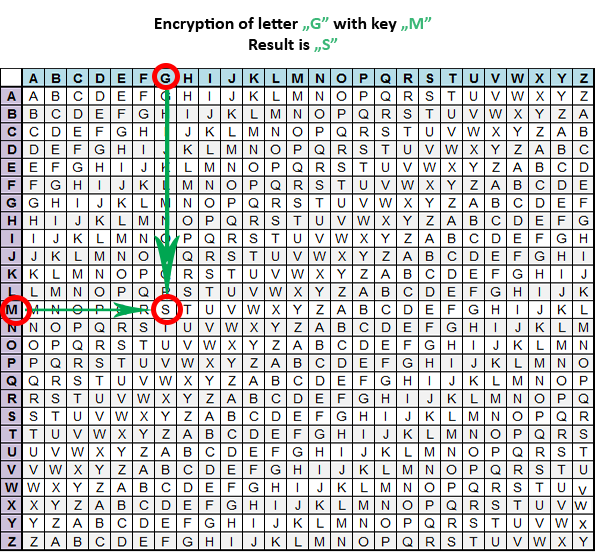 Encryption of letter „G” with key „M”
Result is „S”
A B C D E F G H I J K L M N O P Q R S T U V W X Y Z
A A B C D E F G H I J K L M N O P Q R S T U V W X Y Z
B B C D E F G H I J K L M N O P Q R S T U V W X Y Z A
C C D E F G H J K L M N O P Q R S T U V W X Y Z A B
D D E F G H I K L M N O P Q R S T U V W X Y Z A B C
E E F G H I J K L M N O P Q R S T U V W X Y Z A B C D
F F G H I J K L M N O P Q R S T U V W X Y Z A B C D E
G G H I J K L M N O P Q R S T U V W X Y Z A B C D E F
H H I J K L M N O P Q R S T U V W X Y Z A B C D E F G
I I J K L M N O P Q R S T U V W X Y Z A B C D E F G H
J J K L M N O Q R S T U V W X Y Z A B C D E F G H I
K K L M N O P Q R S T U V W X Y Z A B C D E F G H I J
L L M N O P Q R S T U V W X Y Z A B C D E F G H I J K
M M N O P Q R S T U V W X Y Z A B C D E F G H I J K L
N N O P Q R S T U V W X Y Z A B C D E F G H I J K L M
O O P Q R S T U V W X Y Z A B C D E F G H I J K L M N
P P Q R S T U V W X Y Z A B C D E F G H I J K L M N O
Q Q R S T U V W X Y Z A B C D E F G H I J K L M N O P
R R S T U V W X Y Z A B C D E F G H I J K L M N O P Q
S S T U V W X Y Z A B C D E F G H I J K L M N O P Q R
T T U V W X Y Z A B C D E F G H I J K L M N O P Q R S
U U V W X Y Z A B C D E F G H I J K L M N O P Q R S T
V V W X Y Z A B C D E F G H I J K L M N O P Q R S T U
W W X Y Z A B C D E F G H I J K L M N O P Q R S T U V
X X Y Z A B C D E F G H I J K L M N O P Q R S T U V W
Y Y Z A B C D E F G H I J K L M N O P Q R S T U V W X
Z Z A B C D E F G H I J K L M N O P Q R S T U V W X Y